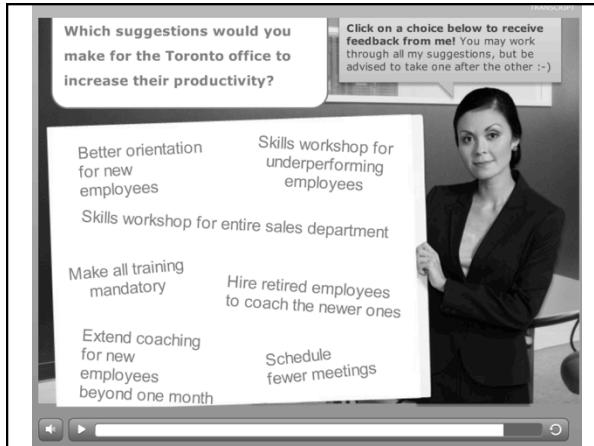 TRANSCRIPT
Which suggestions would you
make for the Toronto office to
increase their productivity?
Click on a choice below to receive
feedback from me! You may work
through all my suggestions, but be
advised to take one after the other :-)
Better orientation
for new
employees
Skills workshop for
underperforming
employees
Skills workshop for entire sales department
Make all training
mandatory
Hire retired employees
to coach the newer ones
Extend coaching
for new
employees
beyond one month
Schedule
fewer meetings